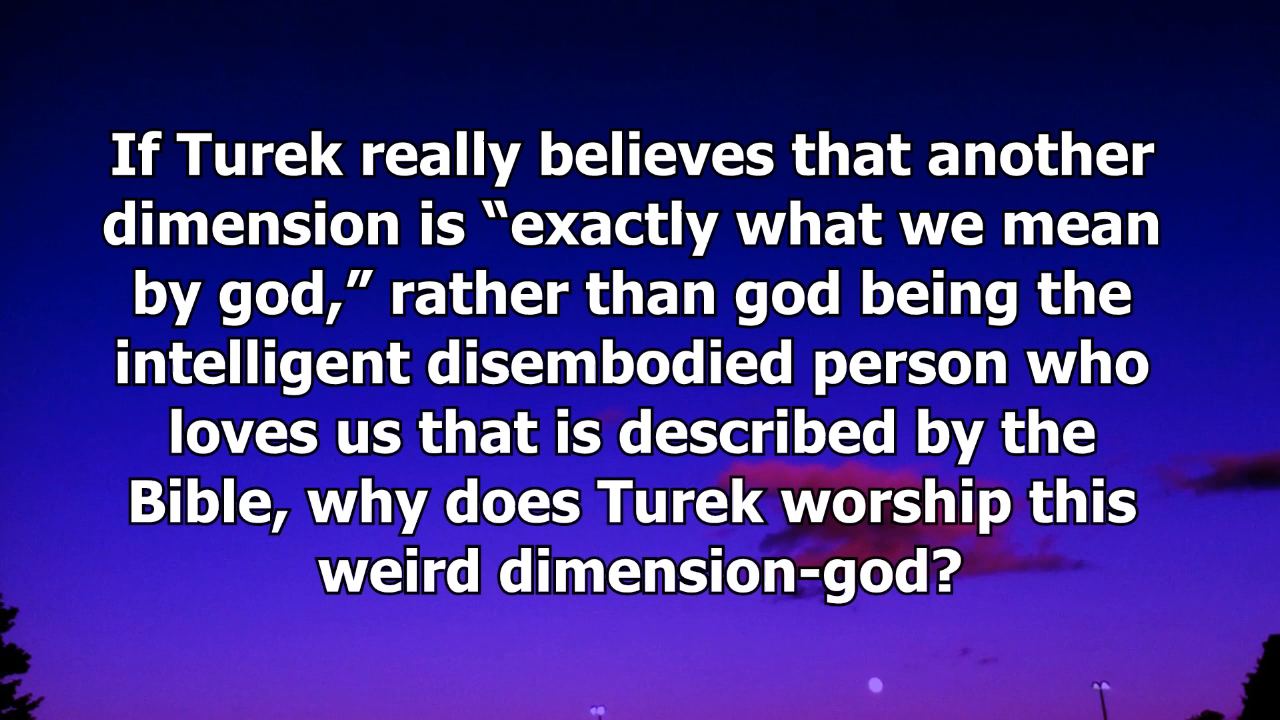 If Turek really believes that another
dimension is “exactly what we mean
by god,” rather than god being the
intelligent disembodied person who
loves us that is described by the
Bible, why does Turek worship this
weird dimension-god?